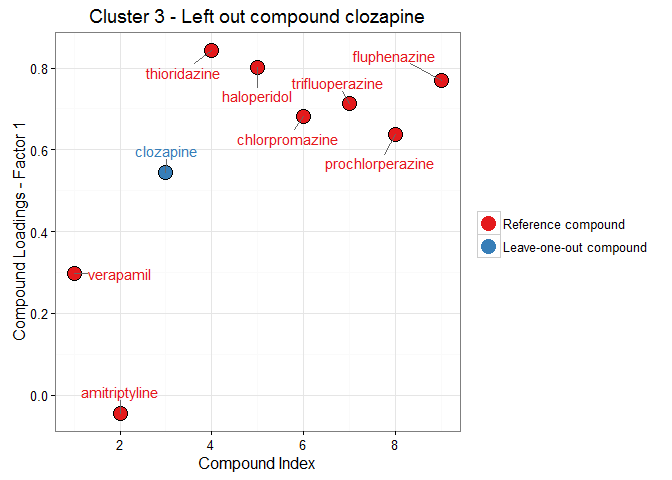 Cluster 3 - Left out compound clozapine
Compound Loadings - Factor 1
0.8
0.6
0.4
0.2
0.0
fluphenazine
thioridazine
trifluoperazine
haloperidol
chlorpromazine
clozapine
prochlorperazine
verapamil
amitriptyline
2
4
6
8
Compound Index
Reference compound
Leave-one-out compound